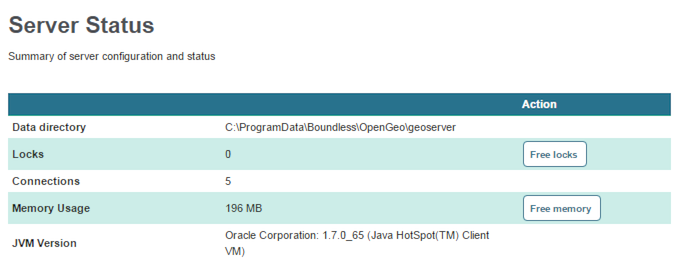 Server Status
Summary of server configuration and status
Action
Data directory C:\ProgramData\Boundless\OpenGeo\geoserver
Locks 0 Free locks
Connections 5
Memory Usage 196 MB Free memory
JVM Version Oracle Corporation: 1.7.0_65 (Java HotSpot(TM) Client
VM)